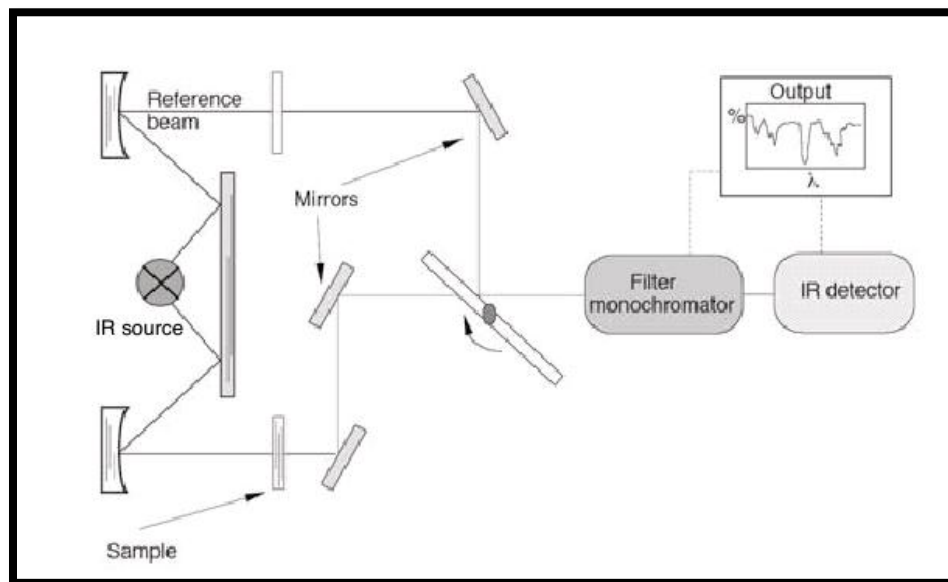 Output
%
λ
Reference
beam
Mirrors
IR source
Filter
monochromator
IR detector
Sample